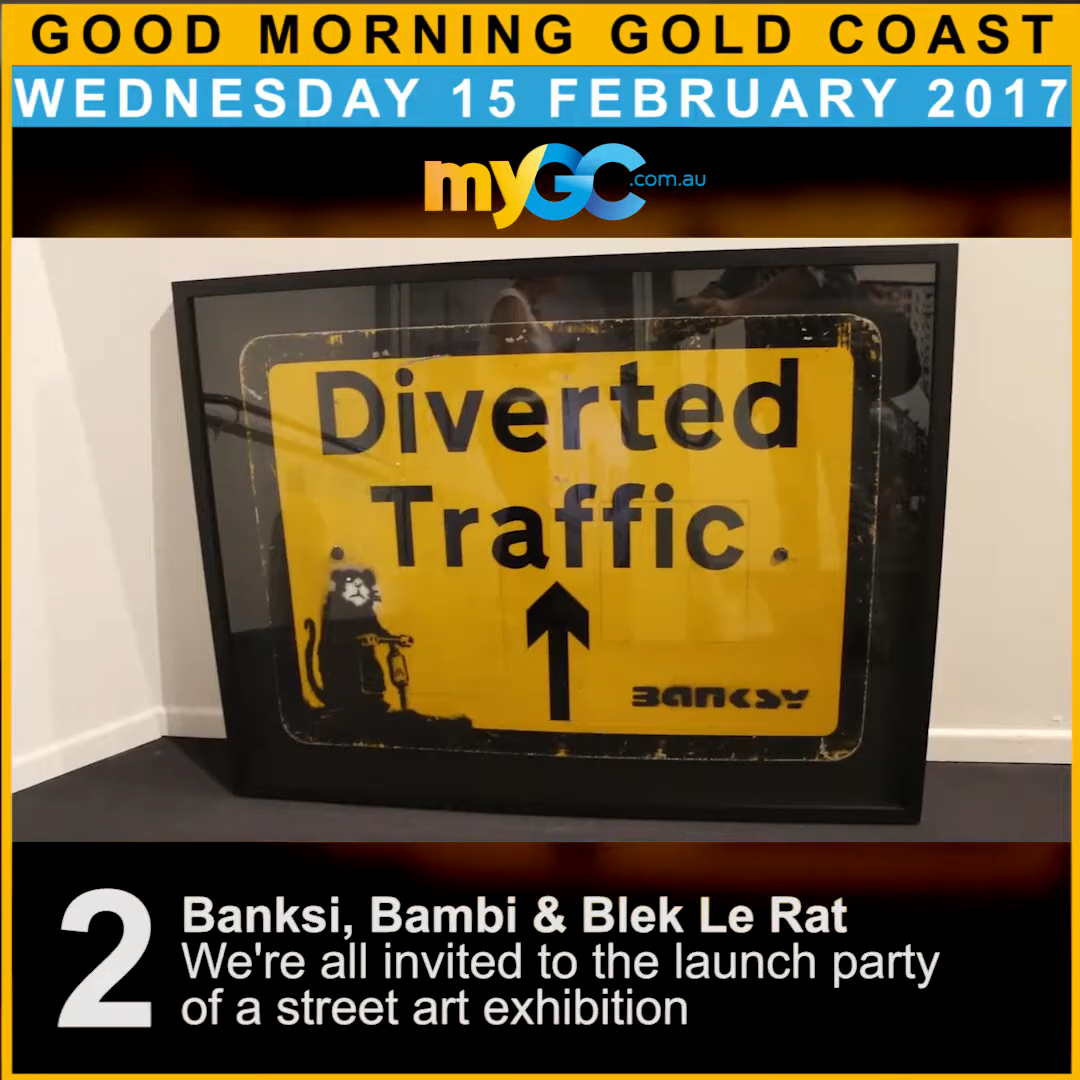 GOOD MORNING GOLD COAST
WEDNESDAY 15 FEBRUARY 2017
myGC.com.au
Diverted
Traffic.
BANKSY
2
Banksi, Bambi & Blek Le Rat
We're all invited to the launch party
of a street art exhibition